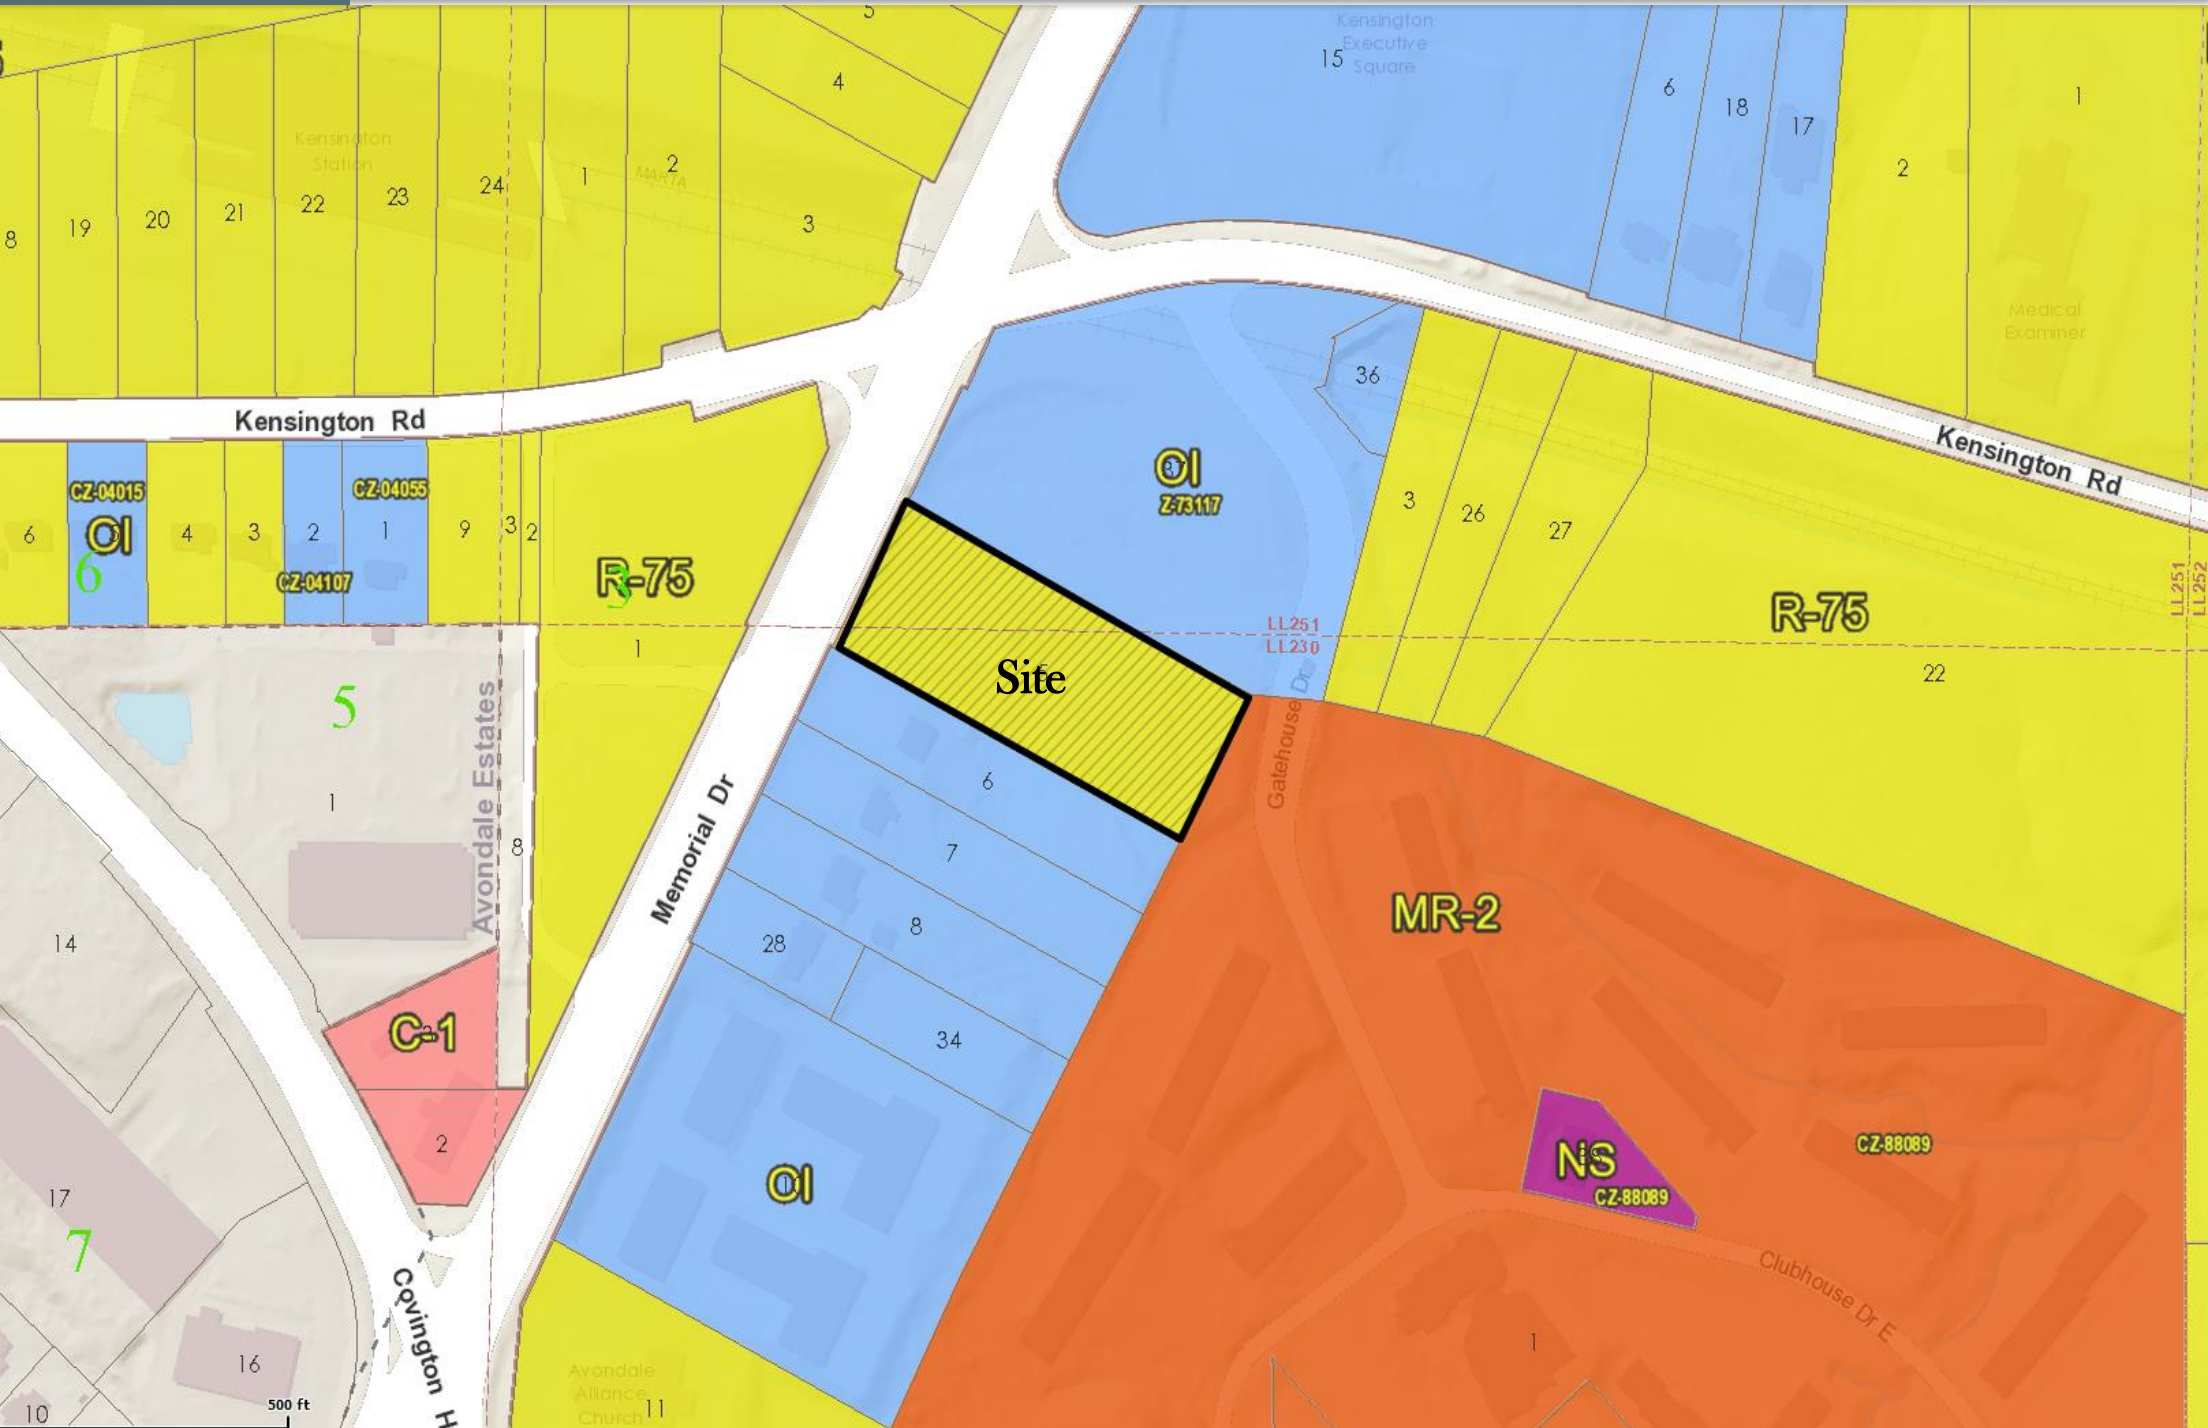 5
Kensington
Executive
Square
15
4
6
18
17
1
2
Kensington
Station
MARTA
1
2
3
8
19
20
21
22
23
24
Medical
Examiner
Kensington Rd
36
Kensington Rd
CZ-04015
CZ-04055
OI
Z-73117
6
OI
4
3
2
1
9
3
2
3
26
27
6
CZ-04107
R-75
3
R-75
LL251
LL252
LL251
LL230
1
22
Site
5
Avondale Estates
Gatehouse Dr
1
8
6
7
8
28
34
Memorial Dr
MR-2
14
C-1
2
OI
NS
CZ-88089
CZ-88089
17
7
Covington H
Clubhouse Dr E
1
16
10
500 ft
Avondale
Alliance
Church
11